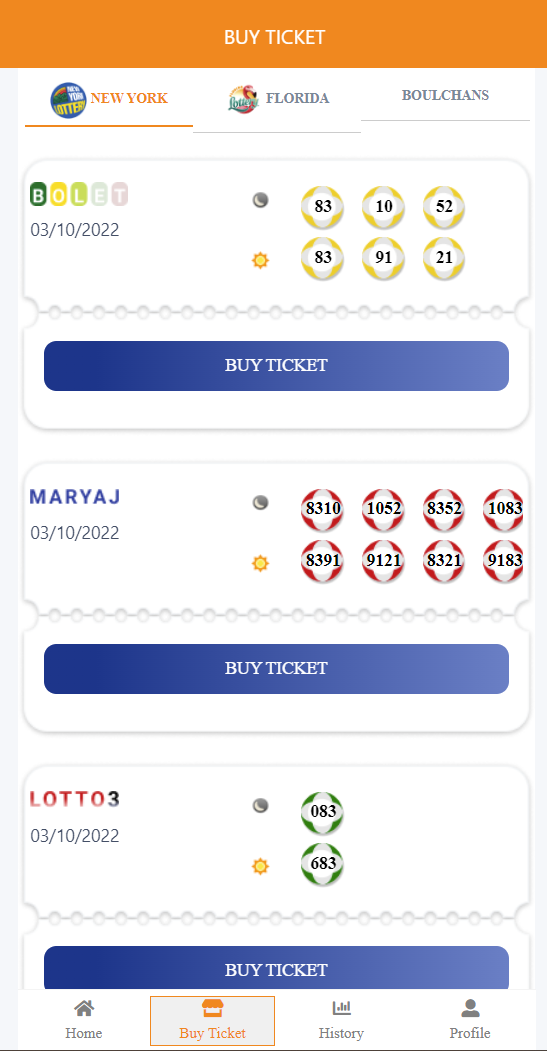 BUY TICKET
NEW YORK LOTTERY NEW YORK
Lottery FLORIDA
BOULCHANS
BOLET
03/10/2022
83 10 52
83 91 21
BUY TICKET
MARYAJ
03/10/2022
8310 1052 8352 1083
8391 9121 8321 9183
BUY TICKET
LOTTO3
03/10/2022
083
683
BUY TICKET
Home
Buy Ticket
History
Profile